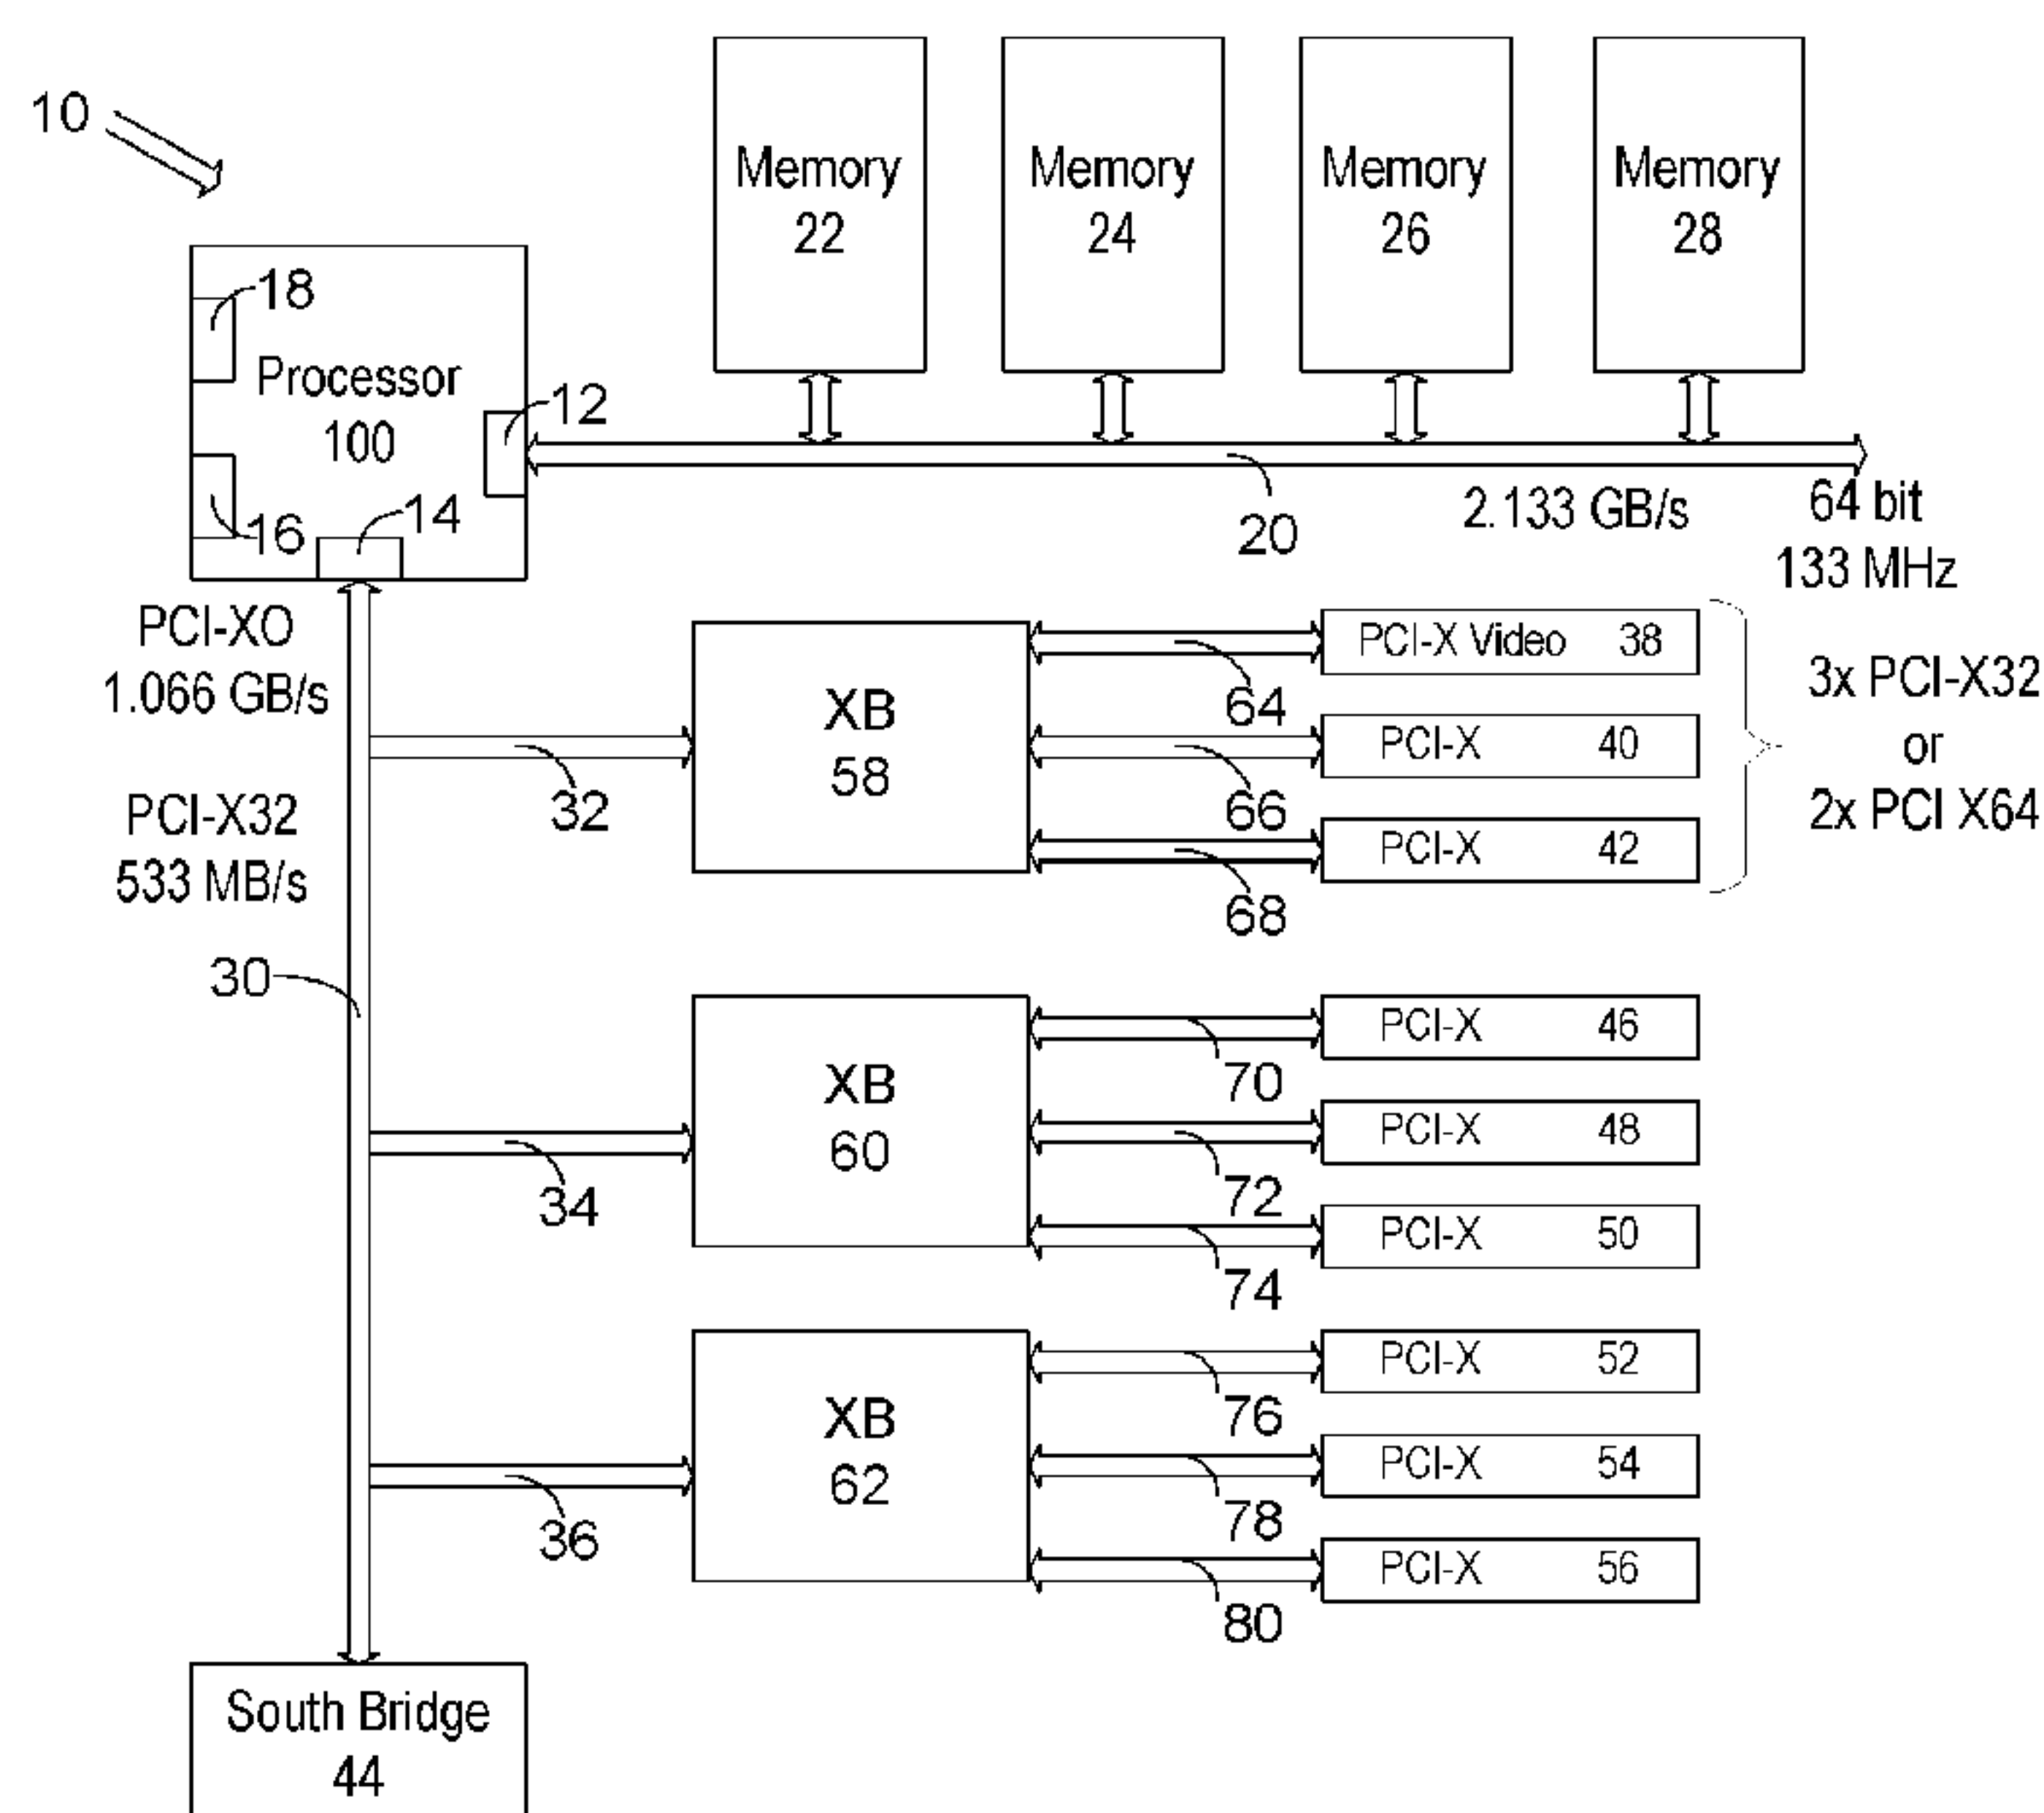 10
Memory
22
Memory
24
Memory
26
Memory
28
18
Processor
100
12
16
14
20
2.133 GB/s
64 bit
133 MHz
PCI-XO
1.066 GB/s
PCI-X32
533 MB/s
30
32
XB
58
64
66
68
PCI-X Video 38
PCI-X 40
PCI-X 42
3x PCI-X32
or
2x PCI X64
34
XB
60
70
72
74
PCI-X 46
PCI-X 48
PCI-X 50
36
XB
62
76
78
80
PCI-X 52
PCI-X 54
PCI-X 56
South Bridge
44